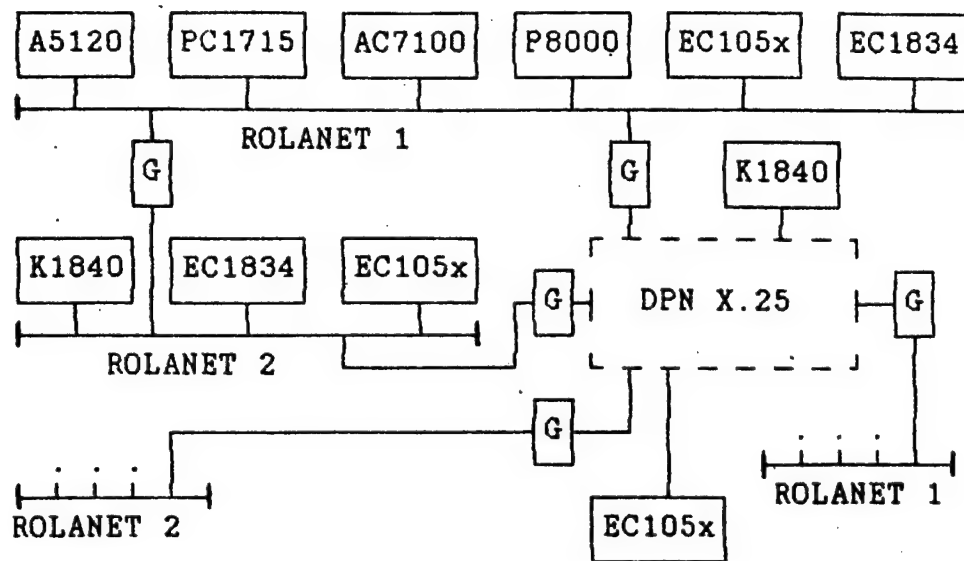 A5120 PC1715 AC7100 P8000 EC105x EC1834
ROLANET 1
G G K1840
K1840 EC1834 EC105x
G DPN X.25 G
ROLANET 2
G
ROLANET 1
ROLANET 2
EC105x